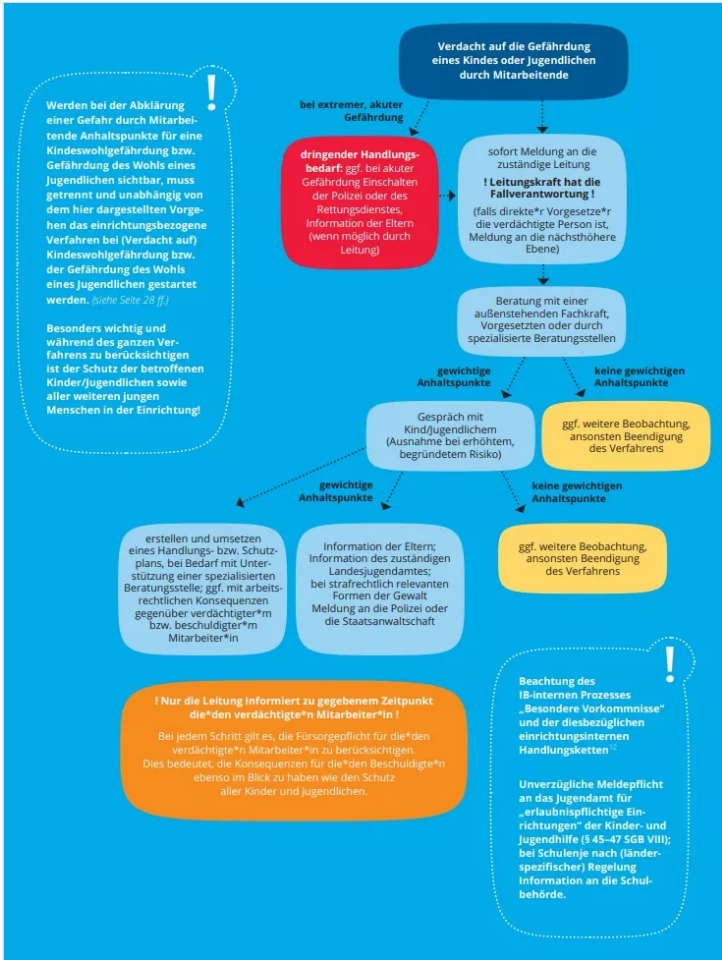 Verdacht auf die Gefährdung
eines Kindes oder Jugendlichen
durch Mitarbeitende
!
Werden bei der Abklärung
einer Gefahr durch Mitarbei-
tende Anhaltspunkte für eine
Kindeswohlgefährdung bzw.
Gefährdung des Wohls eines
Jugendlichen sichtbar, muss
getrennt und unabhängig von
dem hier dargestellten Vorge-
hen das einrichtungsbezogene
Verfahren bei (Verdacht auf)
Kindeswohlgefährdung bzw.
der Gefährdung des Wohls
eines Jugendlichen gestartet
werden. (siehe Seite 28 ff.)
Besonders wichtig und
während des ganzen Ver-
fahrens zu berücksichtigen
ist der Schutz der betroffenen
Kinder/Jugendlichen sowie
aller weiteren jungen
Menschen in der Einrichtung!
bei extremer, akuter
Gefährdung
dringender Handlungs-
bedarf: ggf. bei akuter
Gefährdung Einschalten
der Polizei oder des
Rettungsdienstes,
Information der Eltern
(wenn möglich durch
Leitung)
sofort Meldung an die
zuständige Leitung
! Leitungskraft hat die
Fallverantwortung !
(falls direkte*r Vorgesetze*r
die verdächtigte Person ist,
Meldung an die nächsthöhere
Ebene)
Beratung mit einer
außenstehenden Fachkraft,
Vorgesetzten oder durch
spezialisierte Beratungsstellen
gewichtige
Anhaltspunkte
keine gewichtigen
Anhaltspunkte
Gespräch mit
Kind/Jugendlichem
(Ausnahme bei erhöhtem,
begründetem Risiko)
ggf. weitere Beobachtung,
ansonsten Beendigung
des Verfahrens
gewichtige
Anhaltspunkte
keine gewichtigen
Anhaltspunkte
erstellen und umsetzen
eines Handlungs- bzw. Schutz-
plans, bei Bedarf mit Unter-
stützung einer spezialisierten
Beratungsstelle; ggf. mit arbeits-
rechtlichen Konsequenzen
gegenüber verdächtigter*m
bzw. beschuldigter*m
Mitarbeiter*in
Information der Eltern;
Information des zuständigen
Landesjugendamtes;
bei strafrechtlich relevanten
Formen der Gewalt
Meldung an die Polizei oder
die Staatsanwaltschaft
ggf. weitere Beobachtung,
ansonsten Beendigung
des Verfahrens
! Nur die Leitung informiert zu gegebenem Zeitpunkt
die*den verdächtigte*n Mitarbeiter*in !
Bei jedem Schritt gilt es, die Fürsorgepflicht für die*den
verdächtigte*n Mitarbeiter*in zu berücksichtigen.
Dies bedeutet, die Konsequenzen für die*den Beschuldigte*n
ebenso im Blick zu haben wie den Schutz
aller Kinder und Jugendlichen.
!
Beachtung des
IB-internen Prozesses
„Besondere Vorkommnisse“
und der diesbezüglichen
einrichtungsinternen
Handlungsketten12
Unverzügliche Meldepflicht
an das Jugendamt für
„erlaubnispflichtige Ein-
richtungen“ der Kinder- und
Jugendhilfe (§ 45–47 SGB VIII);
bei Schulenje nach (länder-
spezifischer) Regelung
Information an die Schul-
behörde.